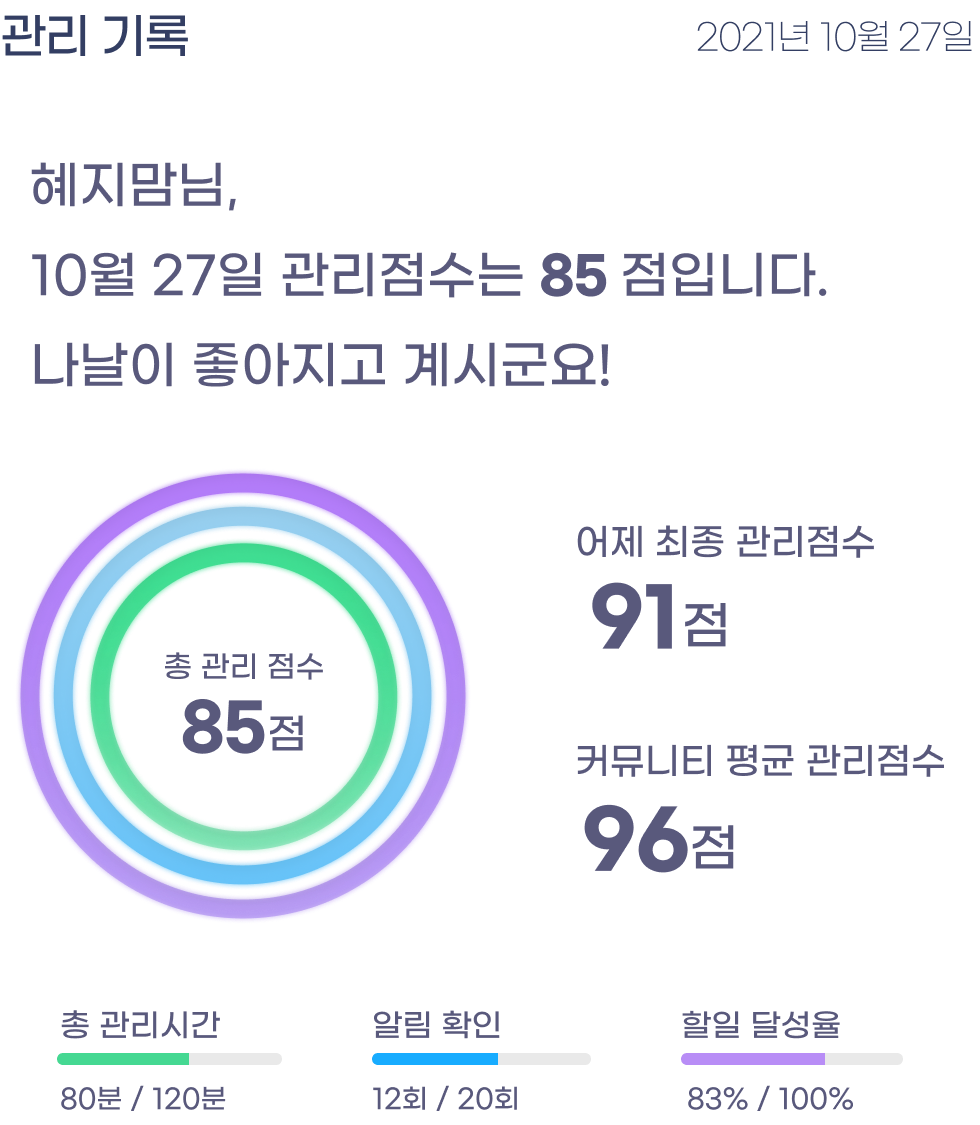 관리 기록
2021년 10월 27일
혜지맘님,
10월 27일 관리점수는 85 점입니다.
나날이 좋아지고 계시군요!
어제 최종 관리점수
91점
총 관리 점수
85점
커뮤니티 평균 관리점수
96점
총 관리시간
80분 / 120분
알림 확인
12회 / 20회
할일 달성율
83% / 100%